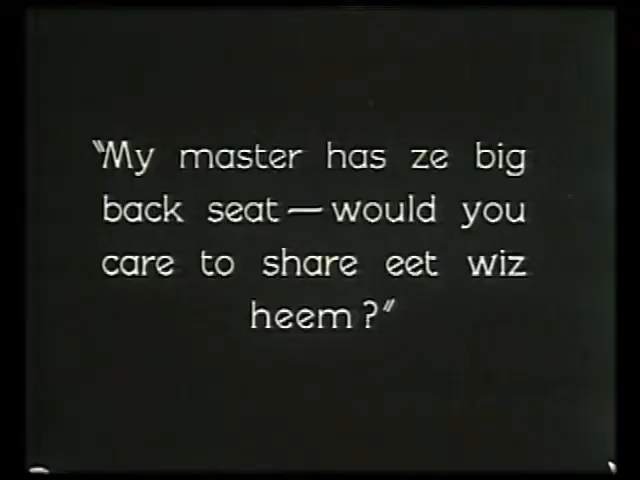 "My master has ze big
back seat — would you
care to share eet wiz
heem?"